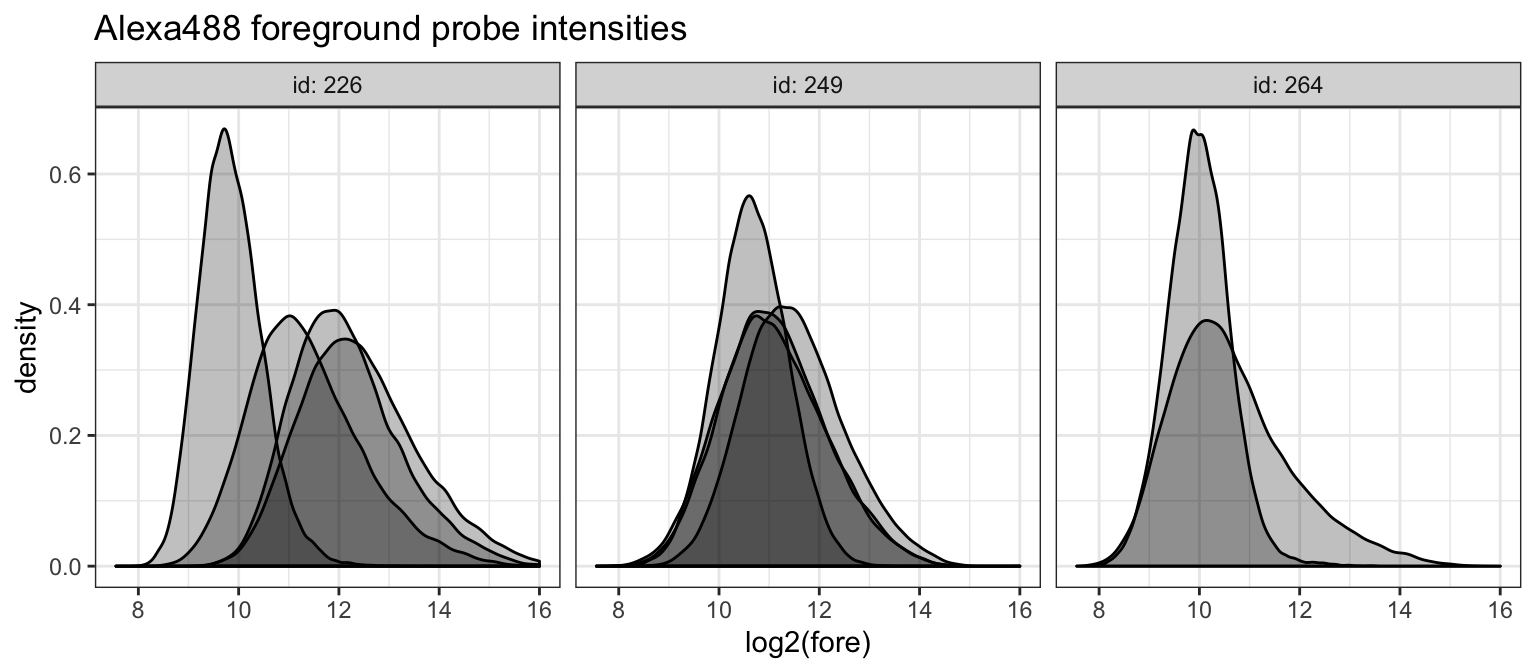 Alexa488 foreground probe intensities
id: 226 id: 249 id: 264
density
0.6
0.4
0.2
0.0
8 10 12 14 16 8 10 12 14 16 8 10 12 14 16
log2(fore)